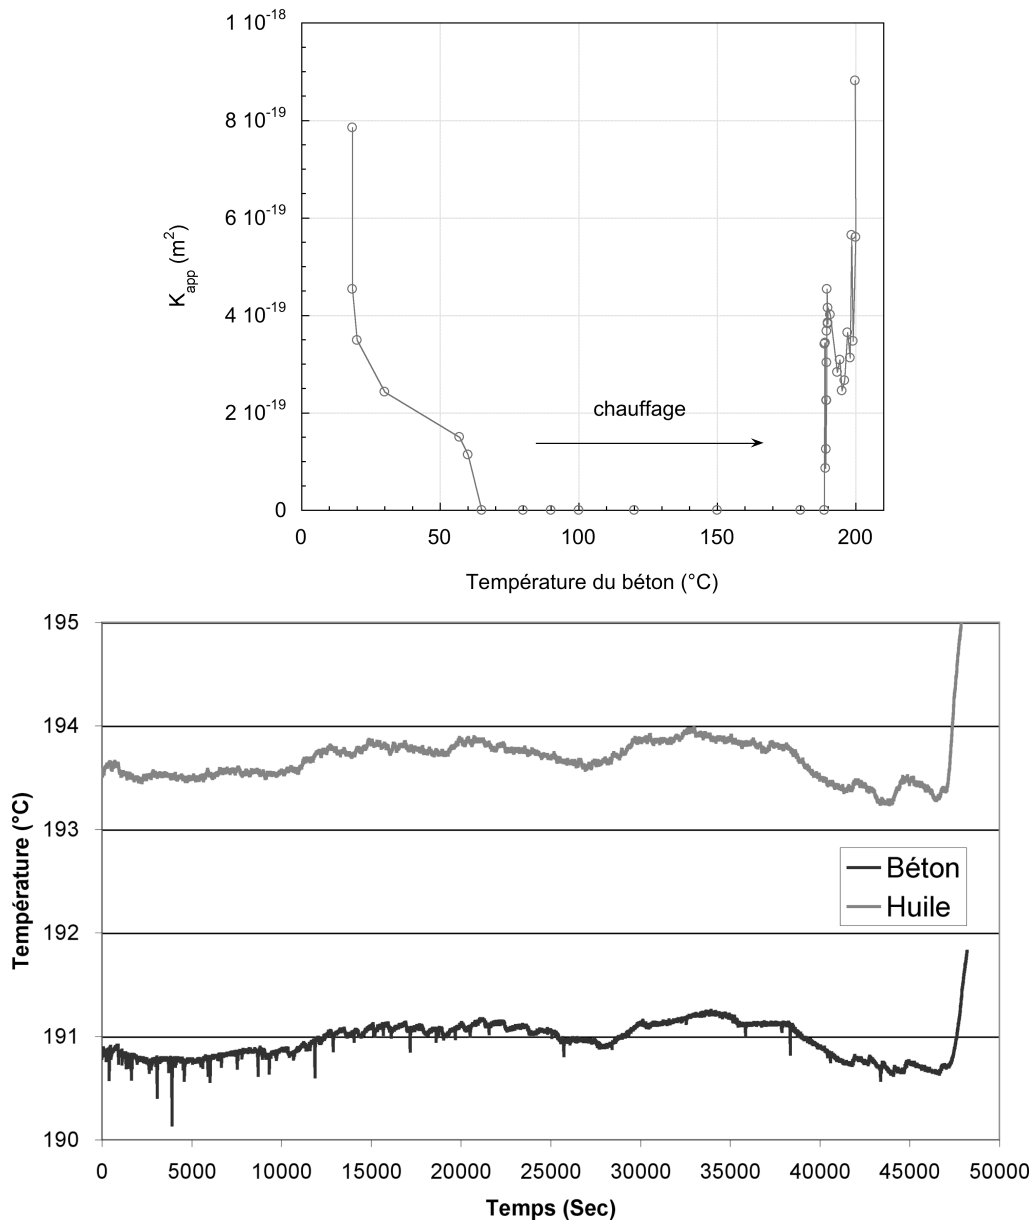 1 10-18
8 10-19
6 10-19
4 10-19
2 10-19
0
Kapp (m2)
chauffage
0 50 100 150 200
Température du béton (°C)
195
194
193
192
191
190
Température (°C)
Béton
Huile
0 5000 10000 15000 20000 25000 30000 35000 40000 45000 50000
Temps (Sec)